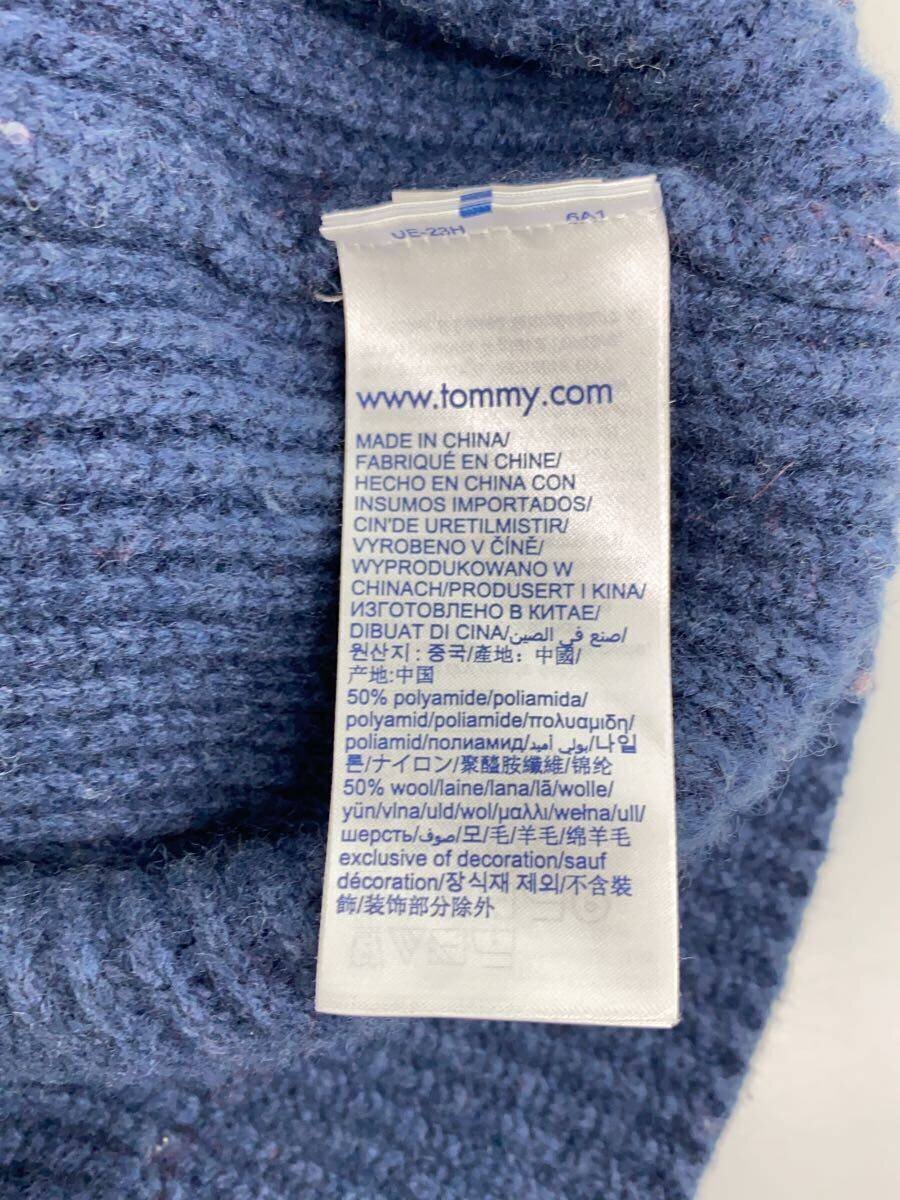 UE-23H 6A1
www.tommy.com
MADE IN CHINA/
FABRIQUÉ EN CHINE/
HECHO EN CHINA CON
INSUMOS IMPORTADOS/
CIN'DE URETILMISTIR/
VYROBENO V ČÍNĚ/
WYPRODUKOWANO W
CHINACH/PRODUSERT I KINA/
ИЗГОТОВЛЕНО В КИТАЕ/
DIBUAT DI CINA/صنع في الصين/
원산지 : 중국/產地：中國/
产地:中国
50% polyamide/poliamida/
polyamid/poliamide/πολυαμιδη/
poliamid/полиамид/بولي أميد/나일
론/ナイロン/聚醯胺纖維/锦纶
50% wool/laine/lana/lã/wolle/
yün/vlna/uld/wol/μαλλι/wełna/ull/
шерсть/صوف/모/毛/羊毛/绵羊毛
exclusive of decoration/sauf
décoration/장식재 제외/不含裝
飾/装饰部分除外